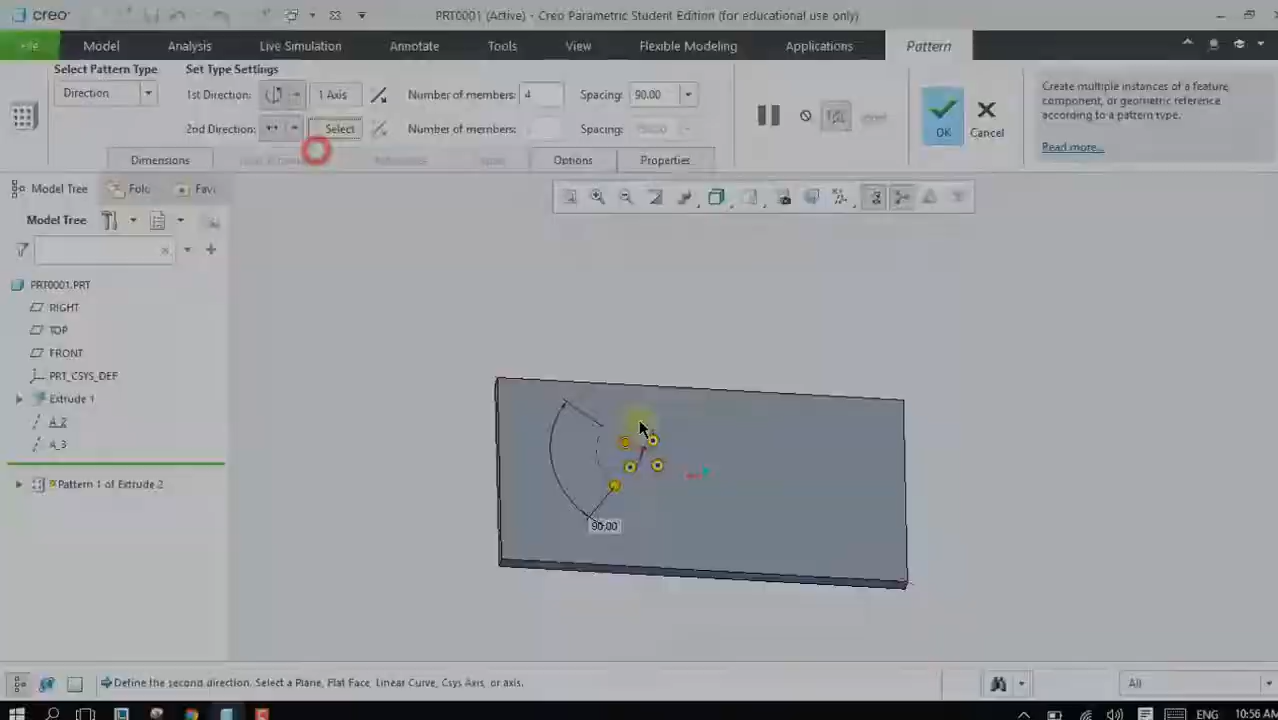 creo
PRT0001 (Active) - Creo Parametric Student Edition (for educational use only)
File Model Analysis Live Simulation Annotate Tools View Flexible Modeling Applications Pattern
Select Pattern Type Set Type Settings
Direction 1st Direction: 1 Axis Number of members: 4 Spacing: 90.00
2nd Direction: Select Number of members: Spacing:
OK Cancel
Create multiple instances of a feature, component, or geometric reference according to a pattern type.
Read more...
Dimensions Options Properties
Model Tree Folc Favi
Model Tree
PRT0001.PRT
RIGHT
TOP
FRONT
PRT_CSYS_DEF
Extrude 1
A_2
A_3
Pattern 1 of Extrude 2
90.00
Define the second direction. Select a Plane, Flat Face, Linear Curve, Csys Axis, or axis.
All
ENG 10:56 AM